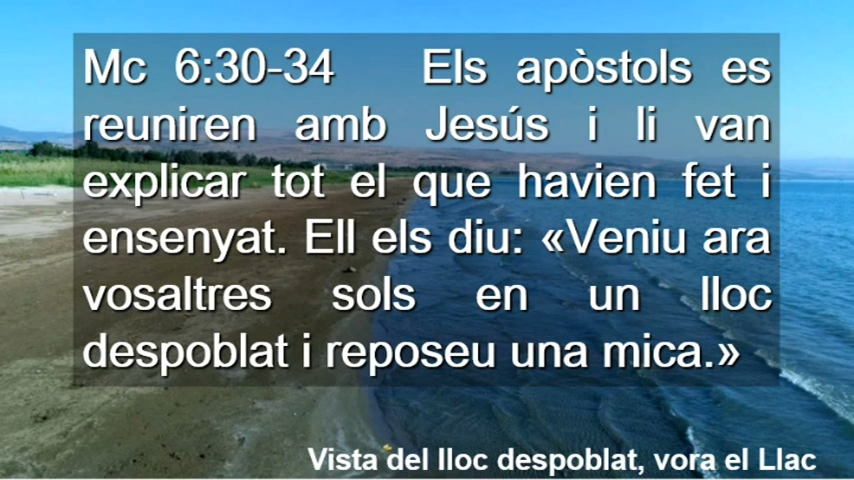 Mc 6:30-34 Els apòstols es
reuniren amb Jesús i li van
explicar tot el que havien fet i
ensenyat. Ell els diu: «Veniu ara
vosaltres sols en un lloc
despoblat i reposeu una mica.»
Vista del lloc despoblat, vora el Llac